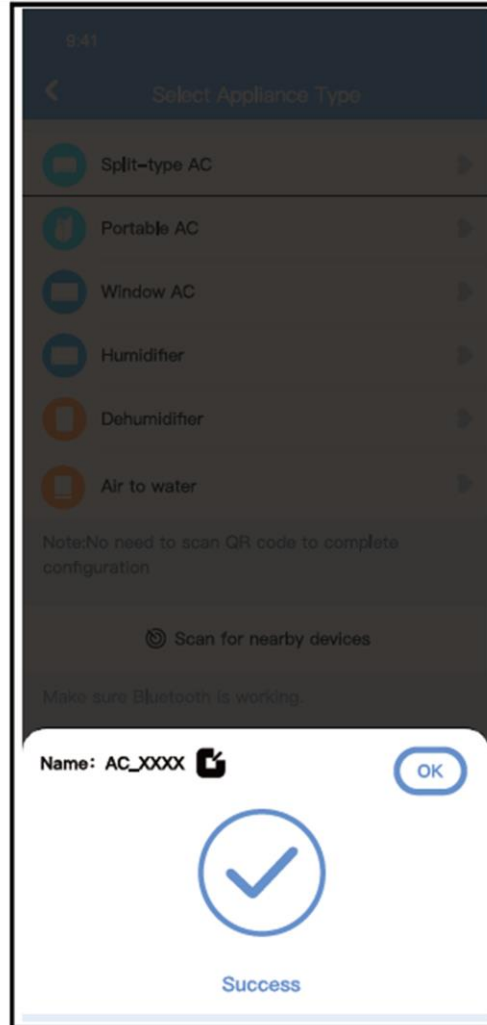 9:41
Select Appliance Type
Split-type AC
Portable AC
Window AC
Humidifier
Dehumidifier
Air to water
Note:No need to scan QR code to complete
configuration
Scan for nearby devices
Make sure Bluetooth is working.
Name: AC_XXXX
OK
Success